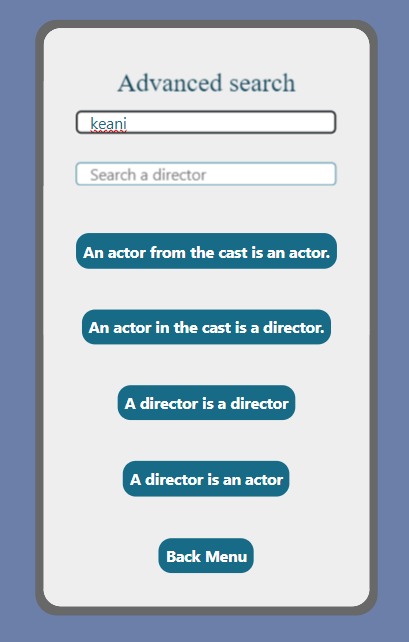 Advanced search
keani
Search a director
An actor from the cast is an actor.
An actor in the cast is a director.
A director is a director
A director is an actor
Back Menu